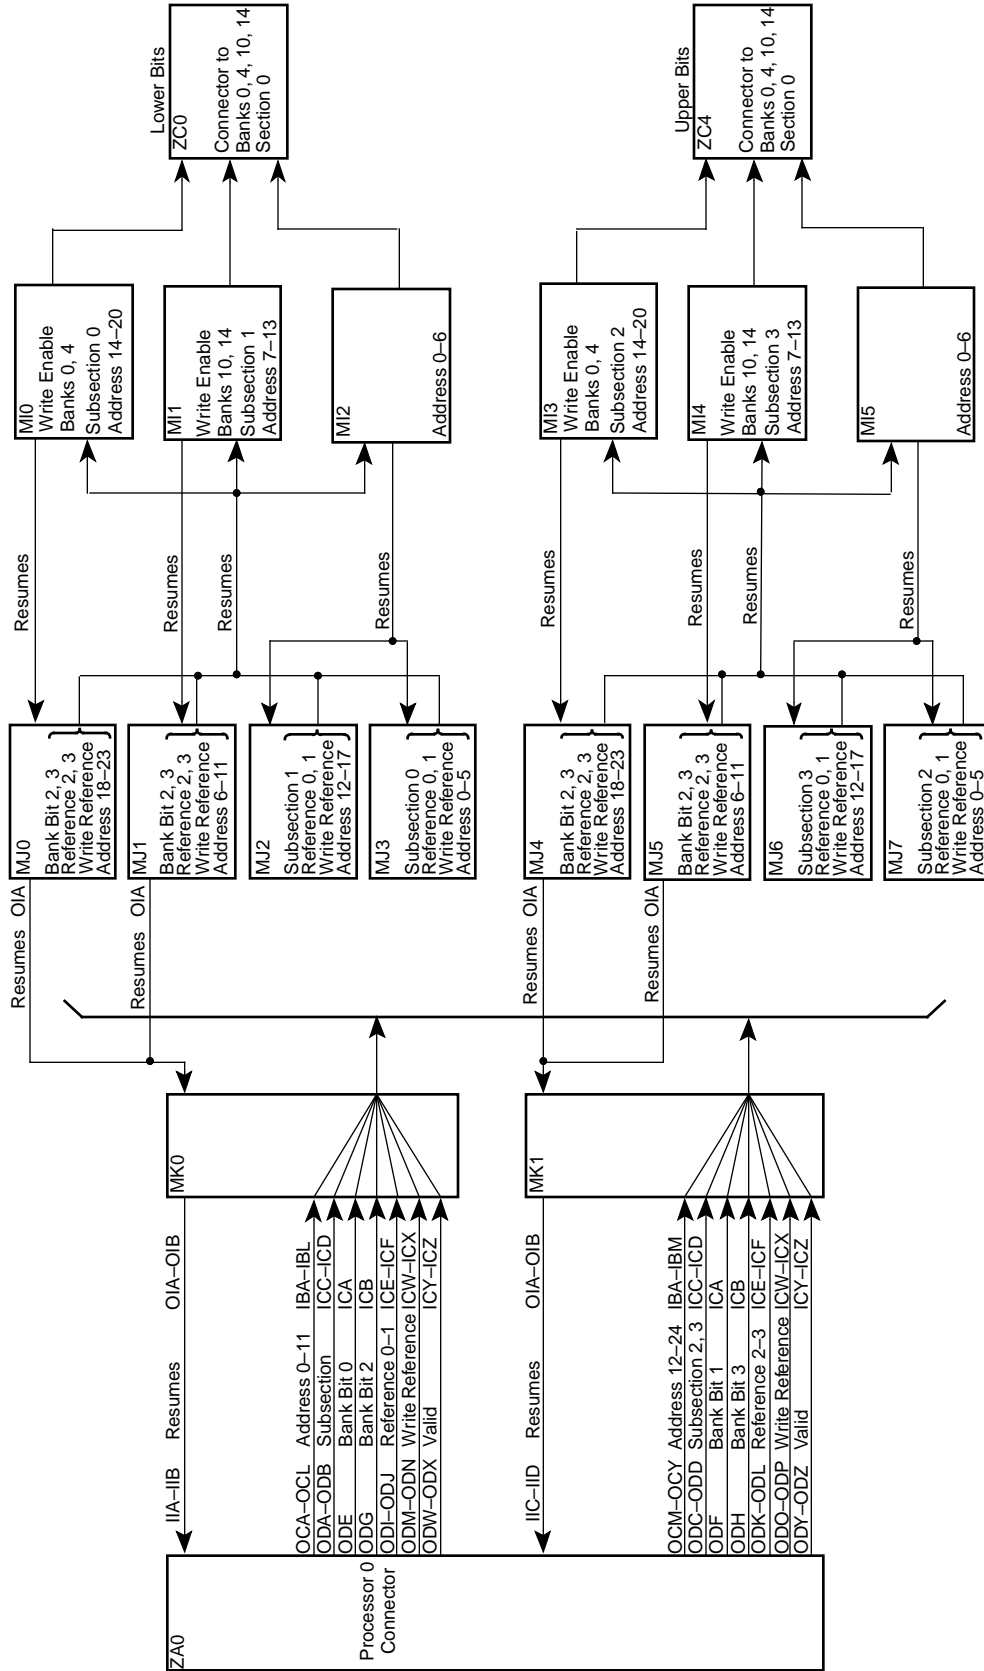 ZA0
Processor 0
Connector
IIA–IIB Resumes OIA–OIB
OCA–OCL Address 0–11 IBA–IBL
ODA–ODB Subsection ICC–ICD
ODE Bank Bit 0 ICA
ODG Bank Bit 2 ICB
ODI–ODJ Reference 0–1 ICE–ICF
ODM–ODN Write Reference ICW–ICX
ODW–ODX Valid ICY–ICZ
IIC–IID Resumes OIA–OIB
OCM–OCY Address 12–24 IBA–IBM
ODC–ODD Subsection 2, 3 ICC–ICD
ODF Bank Bit 1 ICA
ODH Bank Bit 3 ICB
ODK–ODL Reference 2–3 ICE–ICF
ODO–ODP Write Reference ICW–ICX
ODY–ODZ Valid ICY–ICZ
MK0
MK1
Resumes OIA
Resumes OIA
Resumes OIA
Resumes OIA
MJ0
Bank Bit 2, 3
Reference 2, 3
Write Reference
Address 18–23
MJ1
Bank Bit 2, 3
Reference 2, 3
Write Reference
Address 6–11
MJ2
Subsection 1
Reference 0, 1
Write Reference
Address 12–17
MJ3
Subsection 0
Reference 0, 1
Write Reference
Address 0–5
MJ4
Bank Bit 2, 3
Reference 2, 3
Write Reference
Address 18–23
MJ5
Bank Bit 2, 3
Reference 2, 3
Write Reference
Address 6–11
MJ6
Subsection 3
Reference 0, 1
Write Reference
Address 12–17
MJ7
Subsection 2
Reference 0, 1
Write Reference
Address 0–5
Resumes
Resumes
Resumes
Resumes
Resumes
Resumes
Resumes
Resumes
MI0
Write Enable
Banks 0, 4
Subsection 0
Address 14–20
MI1
Write Enable
Banks 10, 14
Subsection 1
Address 7–13
MI2
Address 0–6
MI3
Write Enable
Banks 0, 4
Subsection 2
Address 14–20
MI4
Write Enable
Banks 10, 14
Subsection 3
Address 7–13
MI5
Address 0–6
Lower Bits
ZC0
Connector to
Banks 0, 4, 10, 14
Section 0
Upper Bits
ZC4
Connector to
Banks 0, 4, 10, 14
Section 0